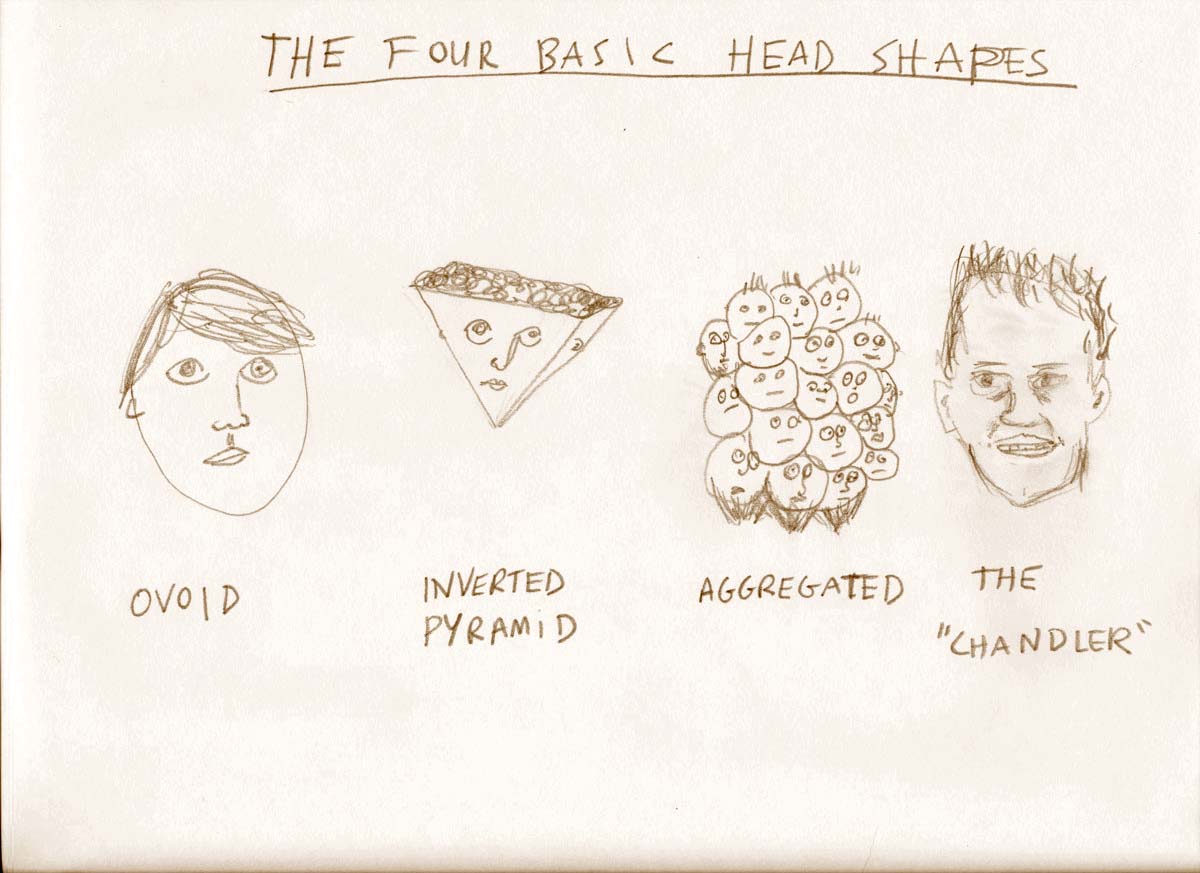 THE FOUR BASIC HEAD SHAPES
OVOID
INVERTED
PYRAMID
AGGREGATED
THE
"CHANDLER"